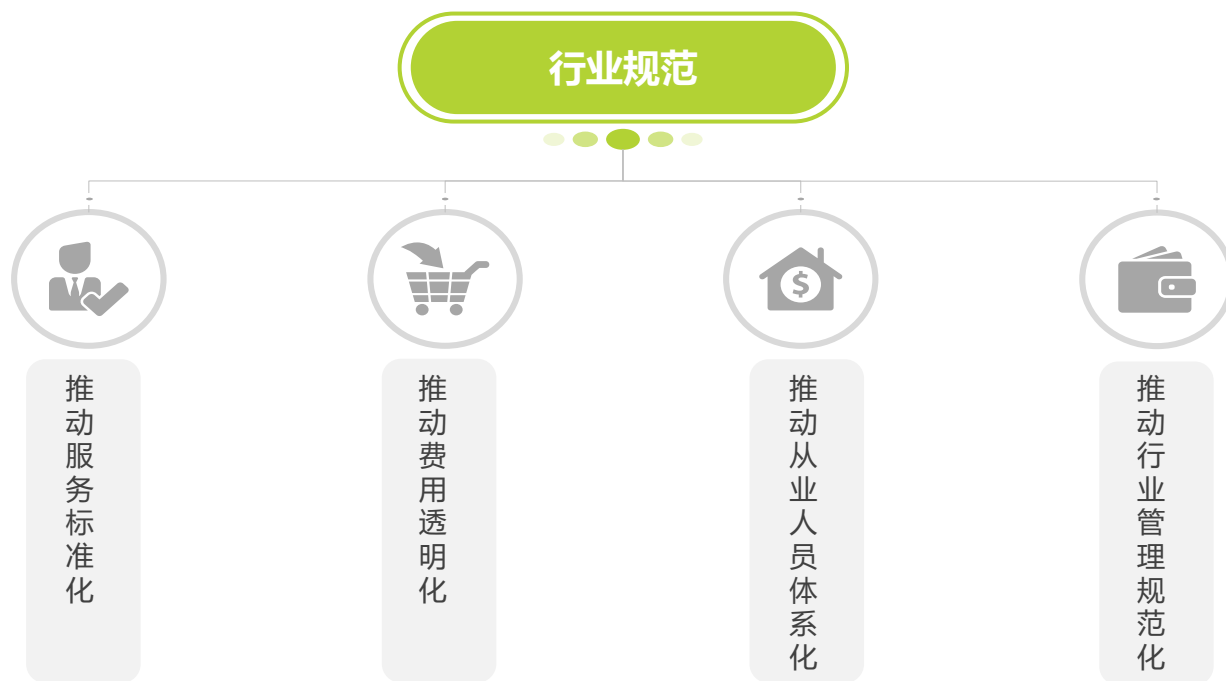 行业规范
推动服务标准化
推动费用透明化
推动从业人员体系化
推动行业管理规范化